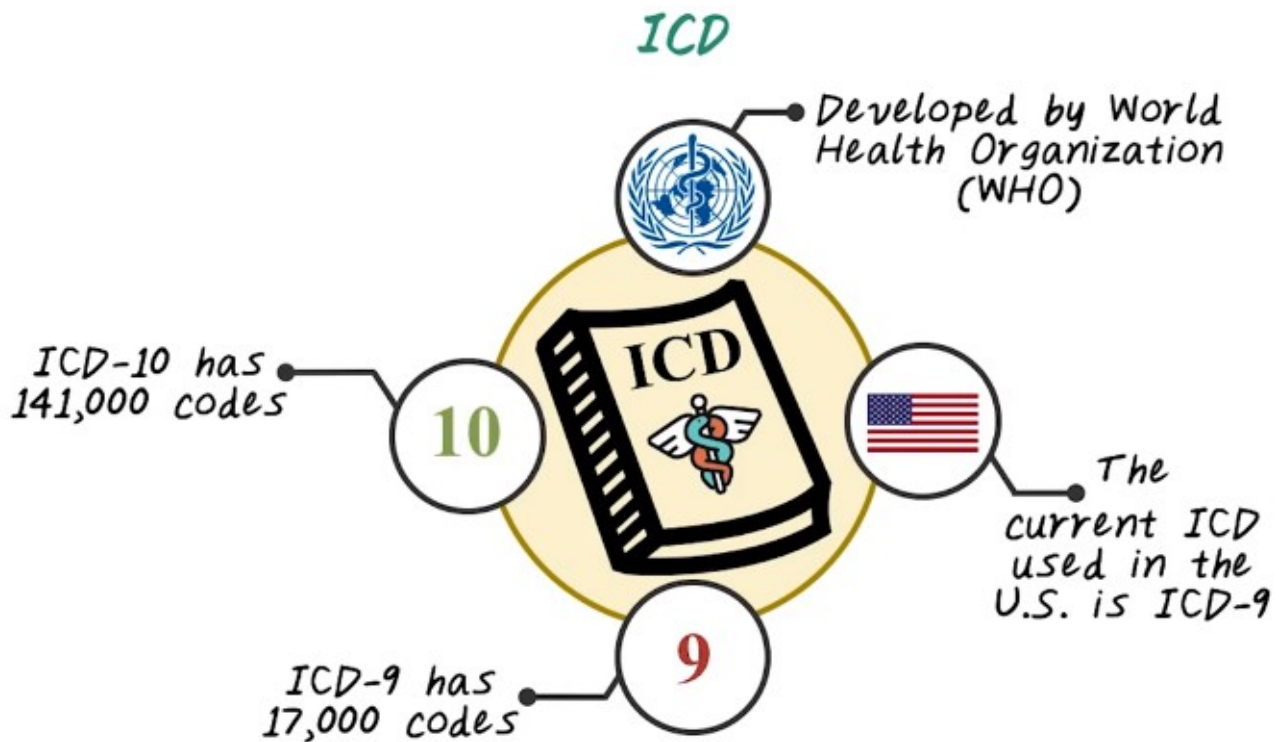 ICD
Developed by World
Health Organization
(WHO)
ICD-10 has
141,000 codes
10
ICD
The
current ICD
used in the
U.S. is ICD-9
9
ICD-9 has
17,000 codes